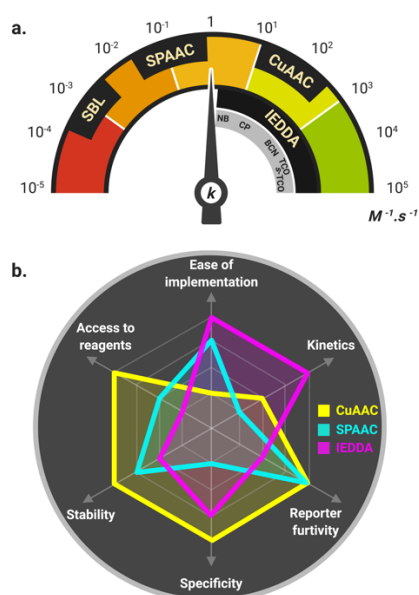 a.
1
10⁻¹
10¹
10⁻²
10²
SPAAC
CuAAC
10⁻³
10³
SBL
IEDDA
10⁻⁴
10⁴
NB
CP
BCN
TCO
s-TCO
10⁻⁵
k
10⁵
M⁻¹.s⁻¹
b.
Ease of
implementation
Access to
reagents
Kinetics
CuAAC
SPAAC
IEDDA
Stability
Reporter
furtivity
Specificity